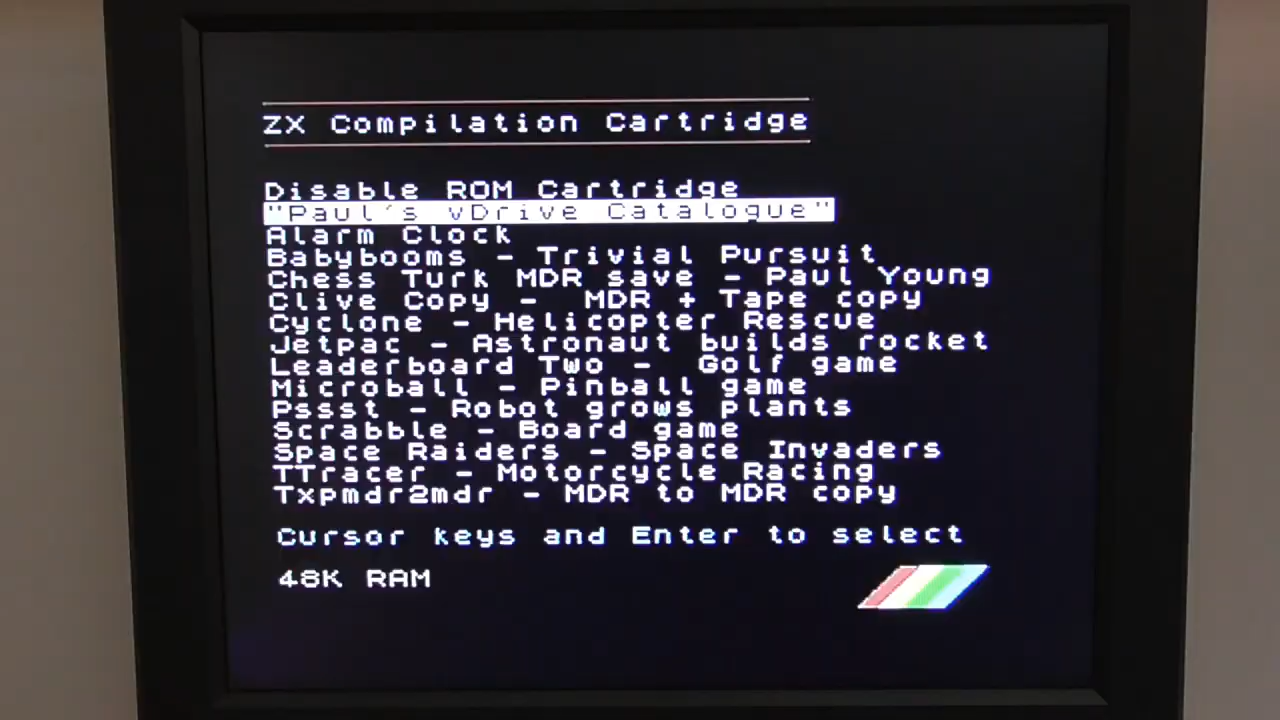 ZX Compilation Cartridge
Disable ROM Cartridge
"Paul's vDrive Catalogue"
Alarm Clock
Babybooms - Trivial Pursuit
Chess Turk MDR save - Paul Young
Clive Copy - MDR + Tape copy
Cyclone - Helicopter Rescue
Jetpac - Astronaut builds rocket
Leaderboard Two - Golf game
Microball - Pinball game
Pssst - Robot grows plants
Scrabble - Board game
Space Raiders - Space Invaders
TTracer - Motorcycle Racing
Txpmdr2mdr - MDR to MDR copy
Cursor keys and Enter to select
48K RAM